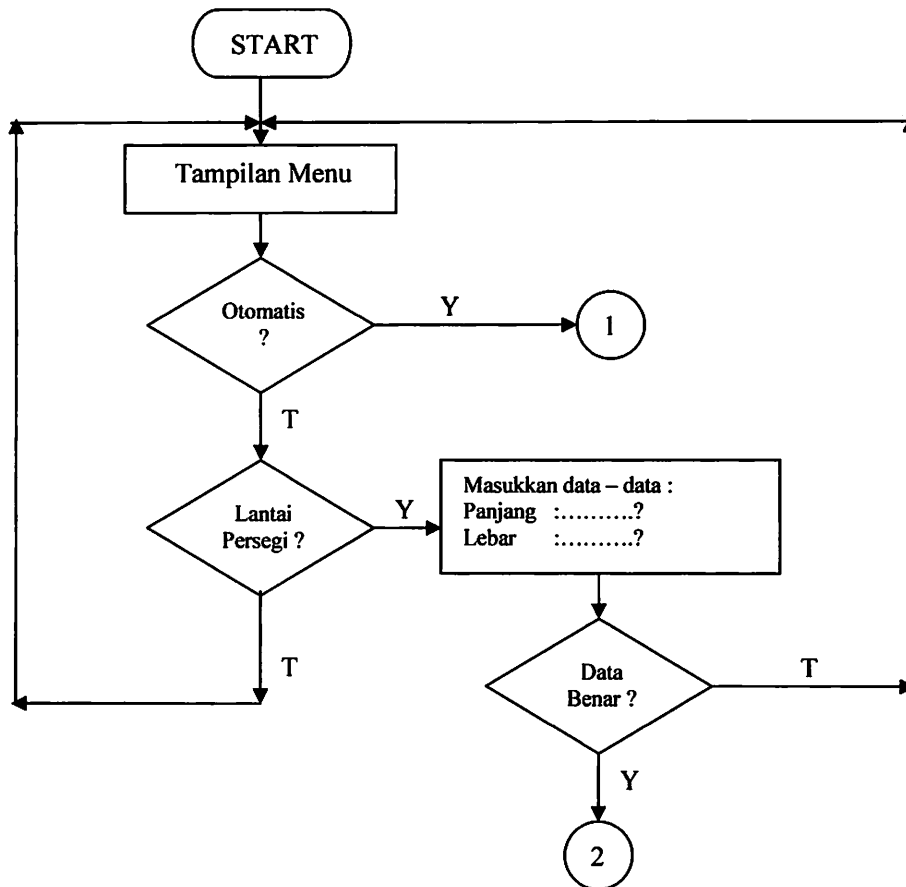 START
Tampilan Menu
Otomatis
?
Y
1
T
Lantai
Persegi ?
Y
Masukkan data – data :
Panjang :..........?
Lebar :..........?
T
Data
Benar ?
T
Y
2